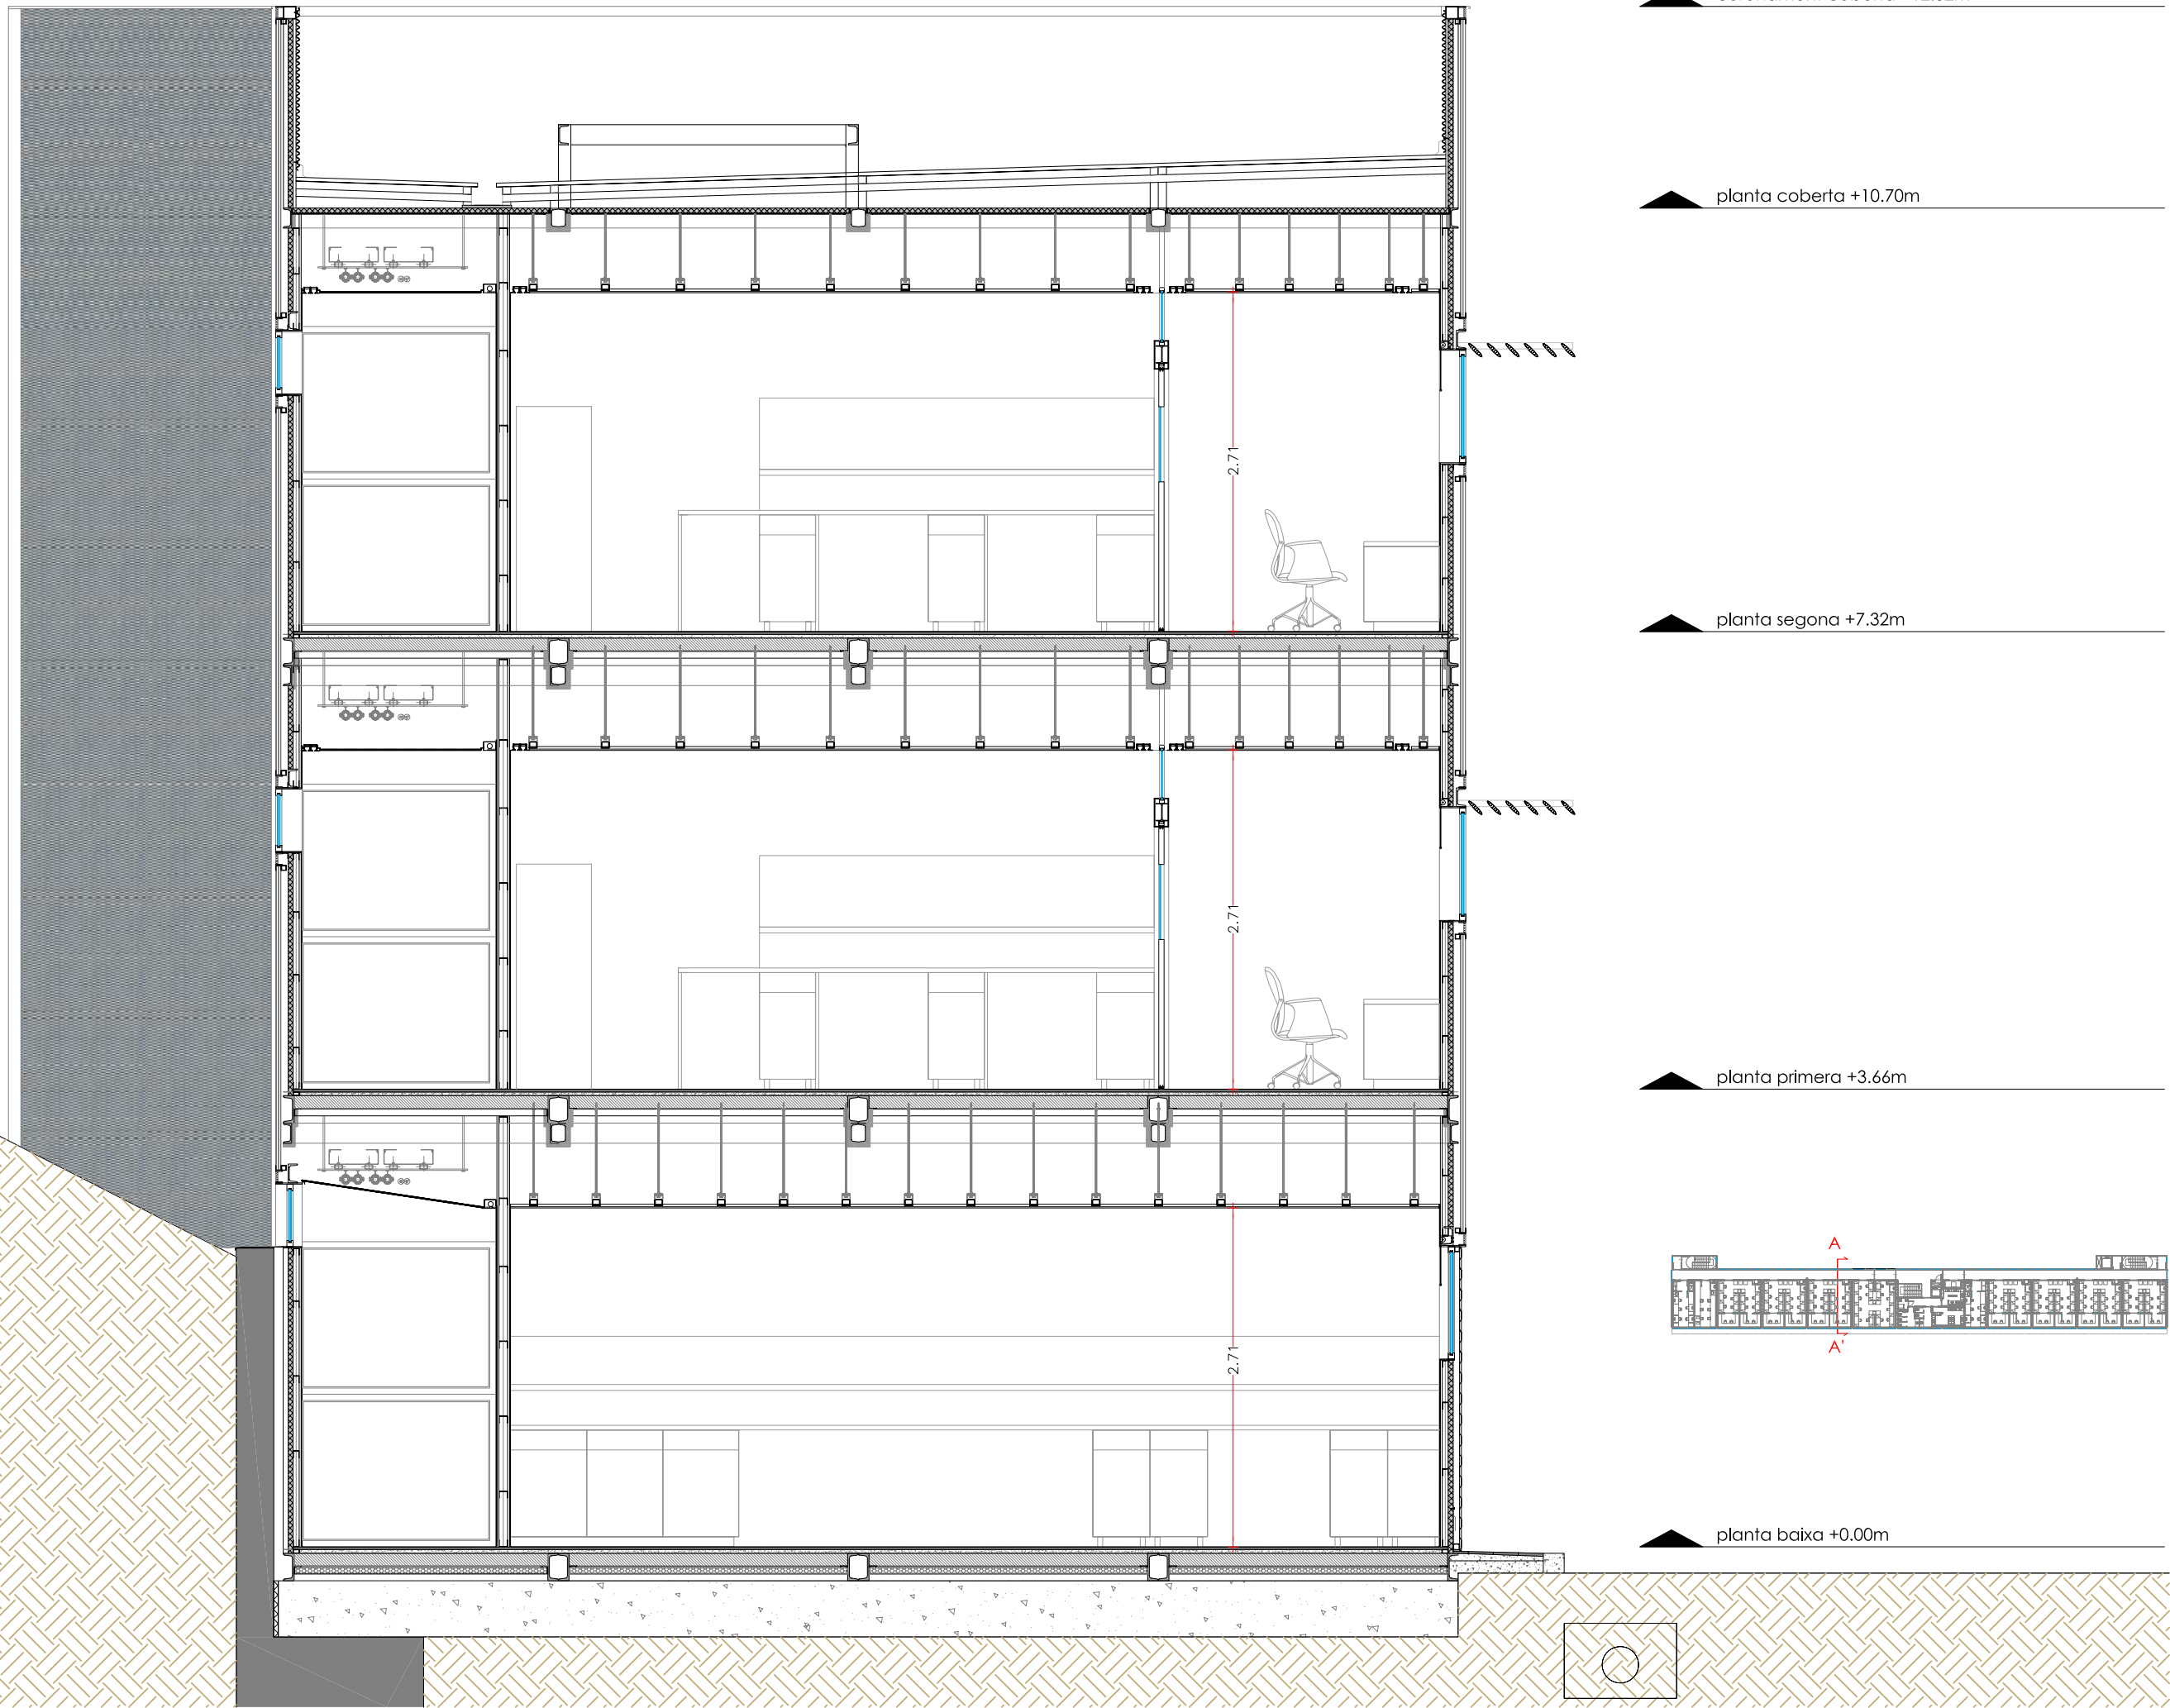 planta coberta +10.70m
2.71
planta segona +7.32m
2.71
planta primera +3.66m
A
A'
2.71
planta baixa +0.00m